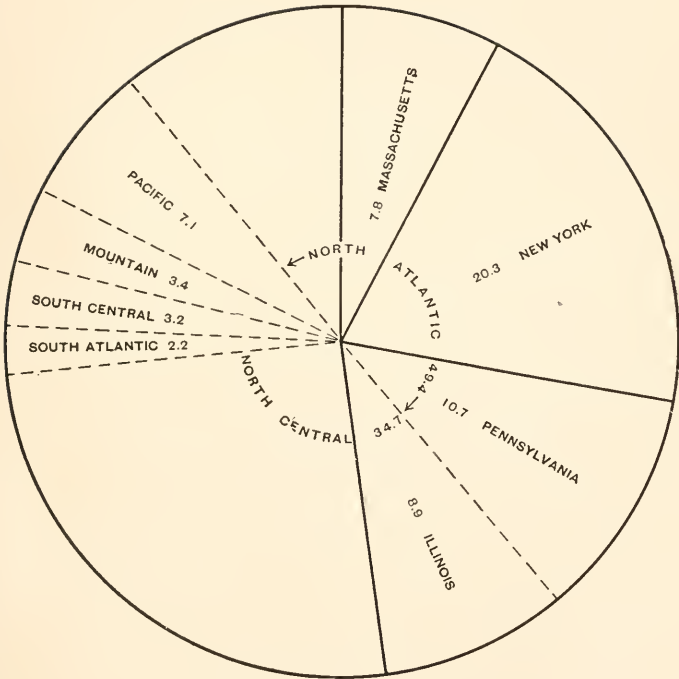 7.8 MASSACHUSETTS
20.3 NEW YORK
NORTH ATLANTIC 49.4
10.7 PENNSYLVANIA
8.9 ILLINOIS
NORTH CENTRAL 34.7
SOUTH ATLANTIC 2.2
SOUTH CENTRAL 3.2
MOUNTAIN 3.4
PACIFIC 7.1